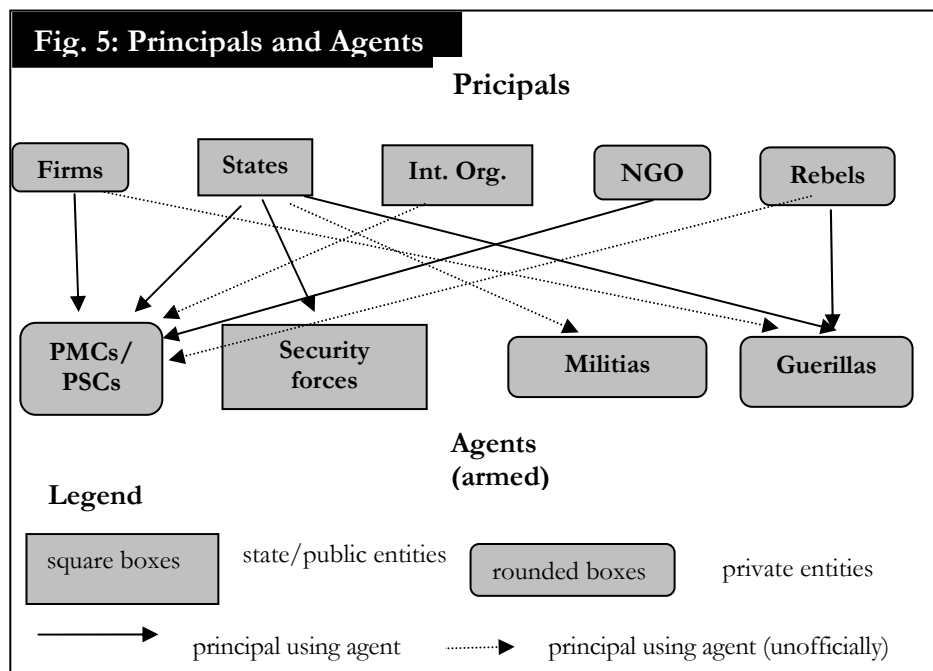 Fig. 5: Principals and Agents
Pricipals
Firms
States
Int. Org.
NGO
Rebels
PMCs/
PSCs
Security
forces
Militias
Guerillas
Agents
(armed)
Legend
square boxes
state/public entities
rounded boxes
private entities
principal using agent
principal using agent (unofficially)